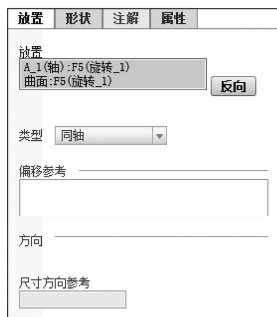 放置 形状 注解 属性
放置
A_1(轴):F5(旋转_1)
曲面:F5(旋转_1)
反向
类型 同轴
偏移参考
方向
尺寸方向参考